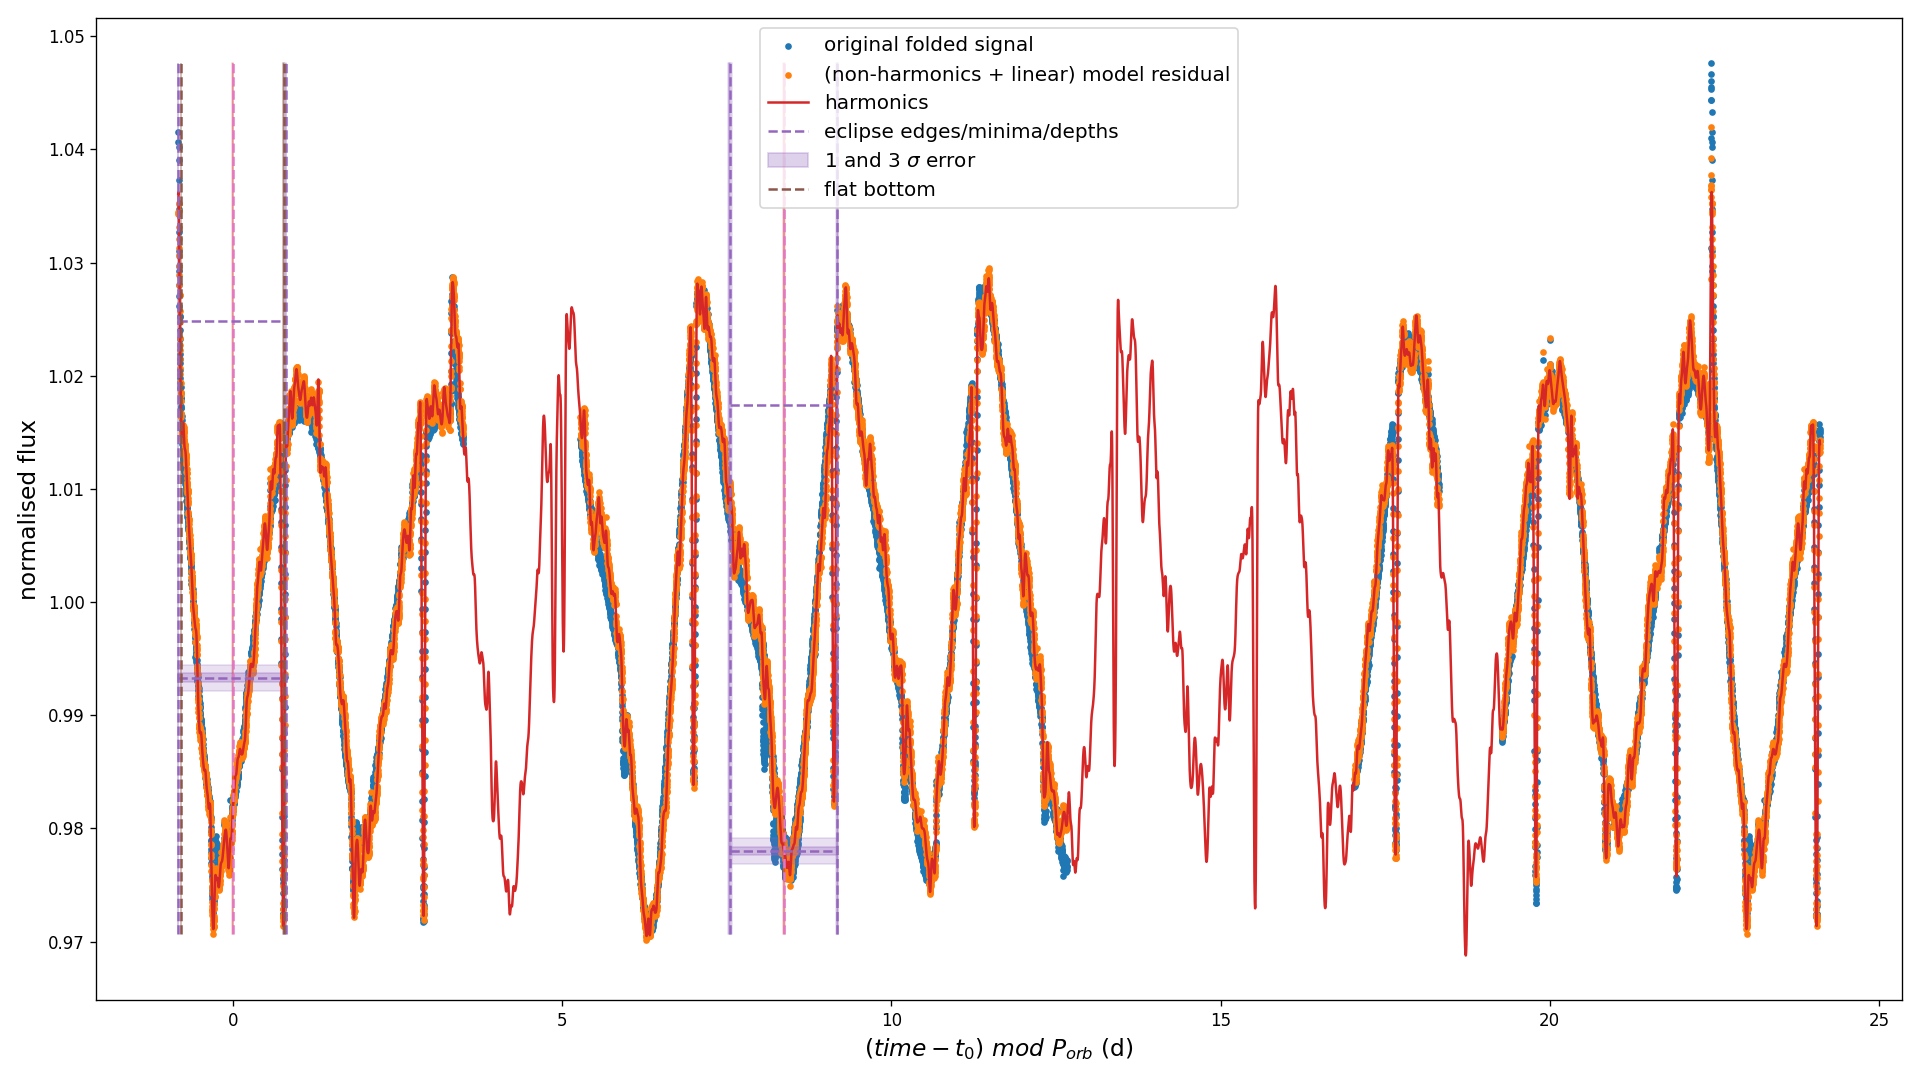 1.05
1.04
1.03
1.02
1.01
1.00
0.99
0.98
0.97
normalised flux
original folded signal
(non-harmonics + linear) model residual
harmonics
eclipse edges/minima/depths
1 and 3 σ error
flat bottom
0 5 10 15 20 25
(time − t₀) mod Pₒᵣb (d)